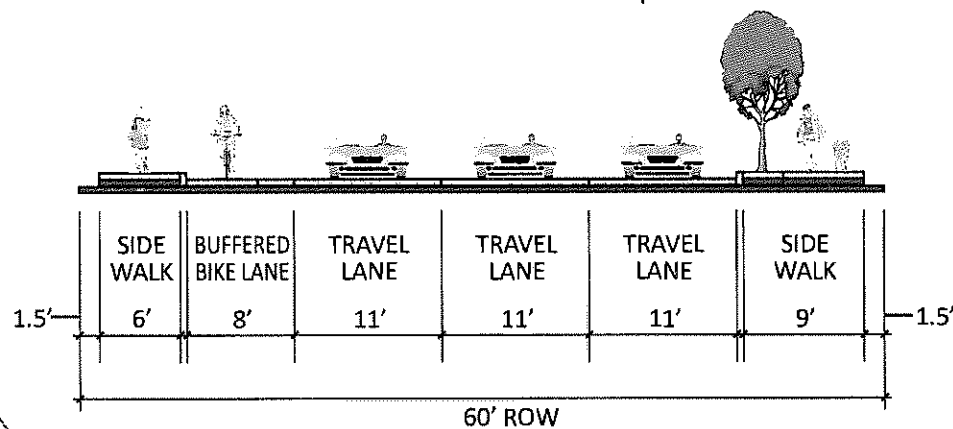 SIDE WALK
BUFFERED BIKE LANE
TRAVEL LANE
TRAVEL LANE
TRAVEL LANE
SIDE WALK
1.5' 6' 8' 11' 11' 11' 9' 1.5'
60' ROW